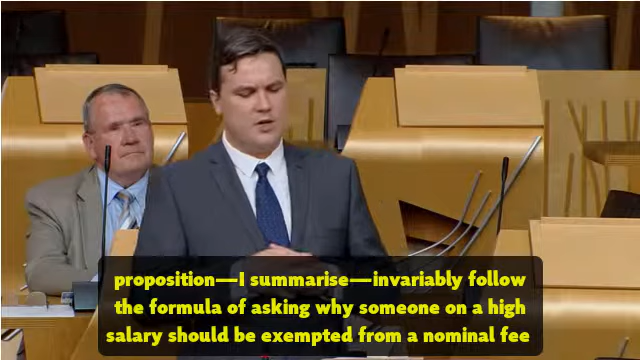 proposition—I summarise—invariably follow
the formula of asking why someone on a high
salary should be exempted from a nominal fee